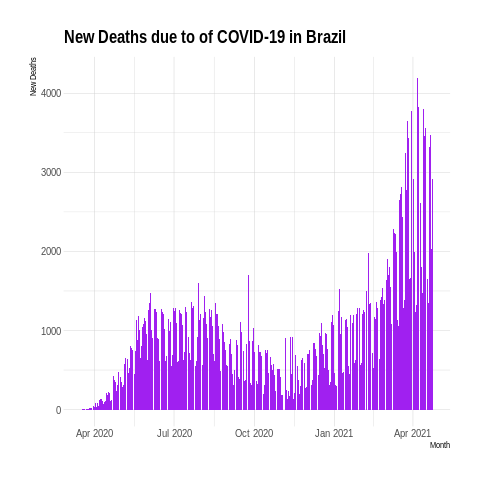 New Deaths due to of COVID-19 in Brazil
New Deaths
4000
3000
2000
1000
0
Apr 2020 Jul 2020 Oct 2020 Jan 2021 Apr 2021
Month